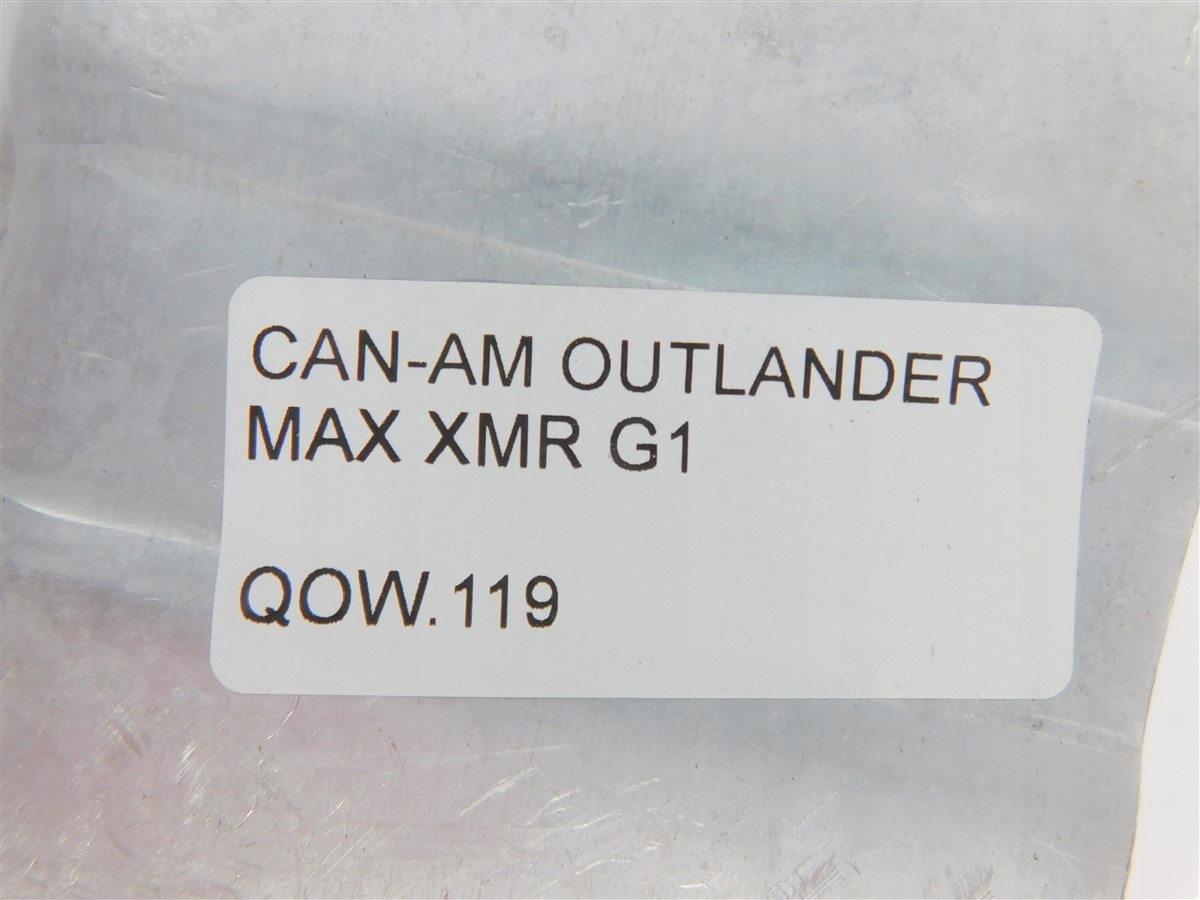 CAN-AM OUTLANDER
MAX XMR G1
QOW.119